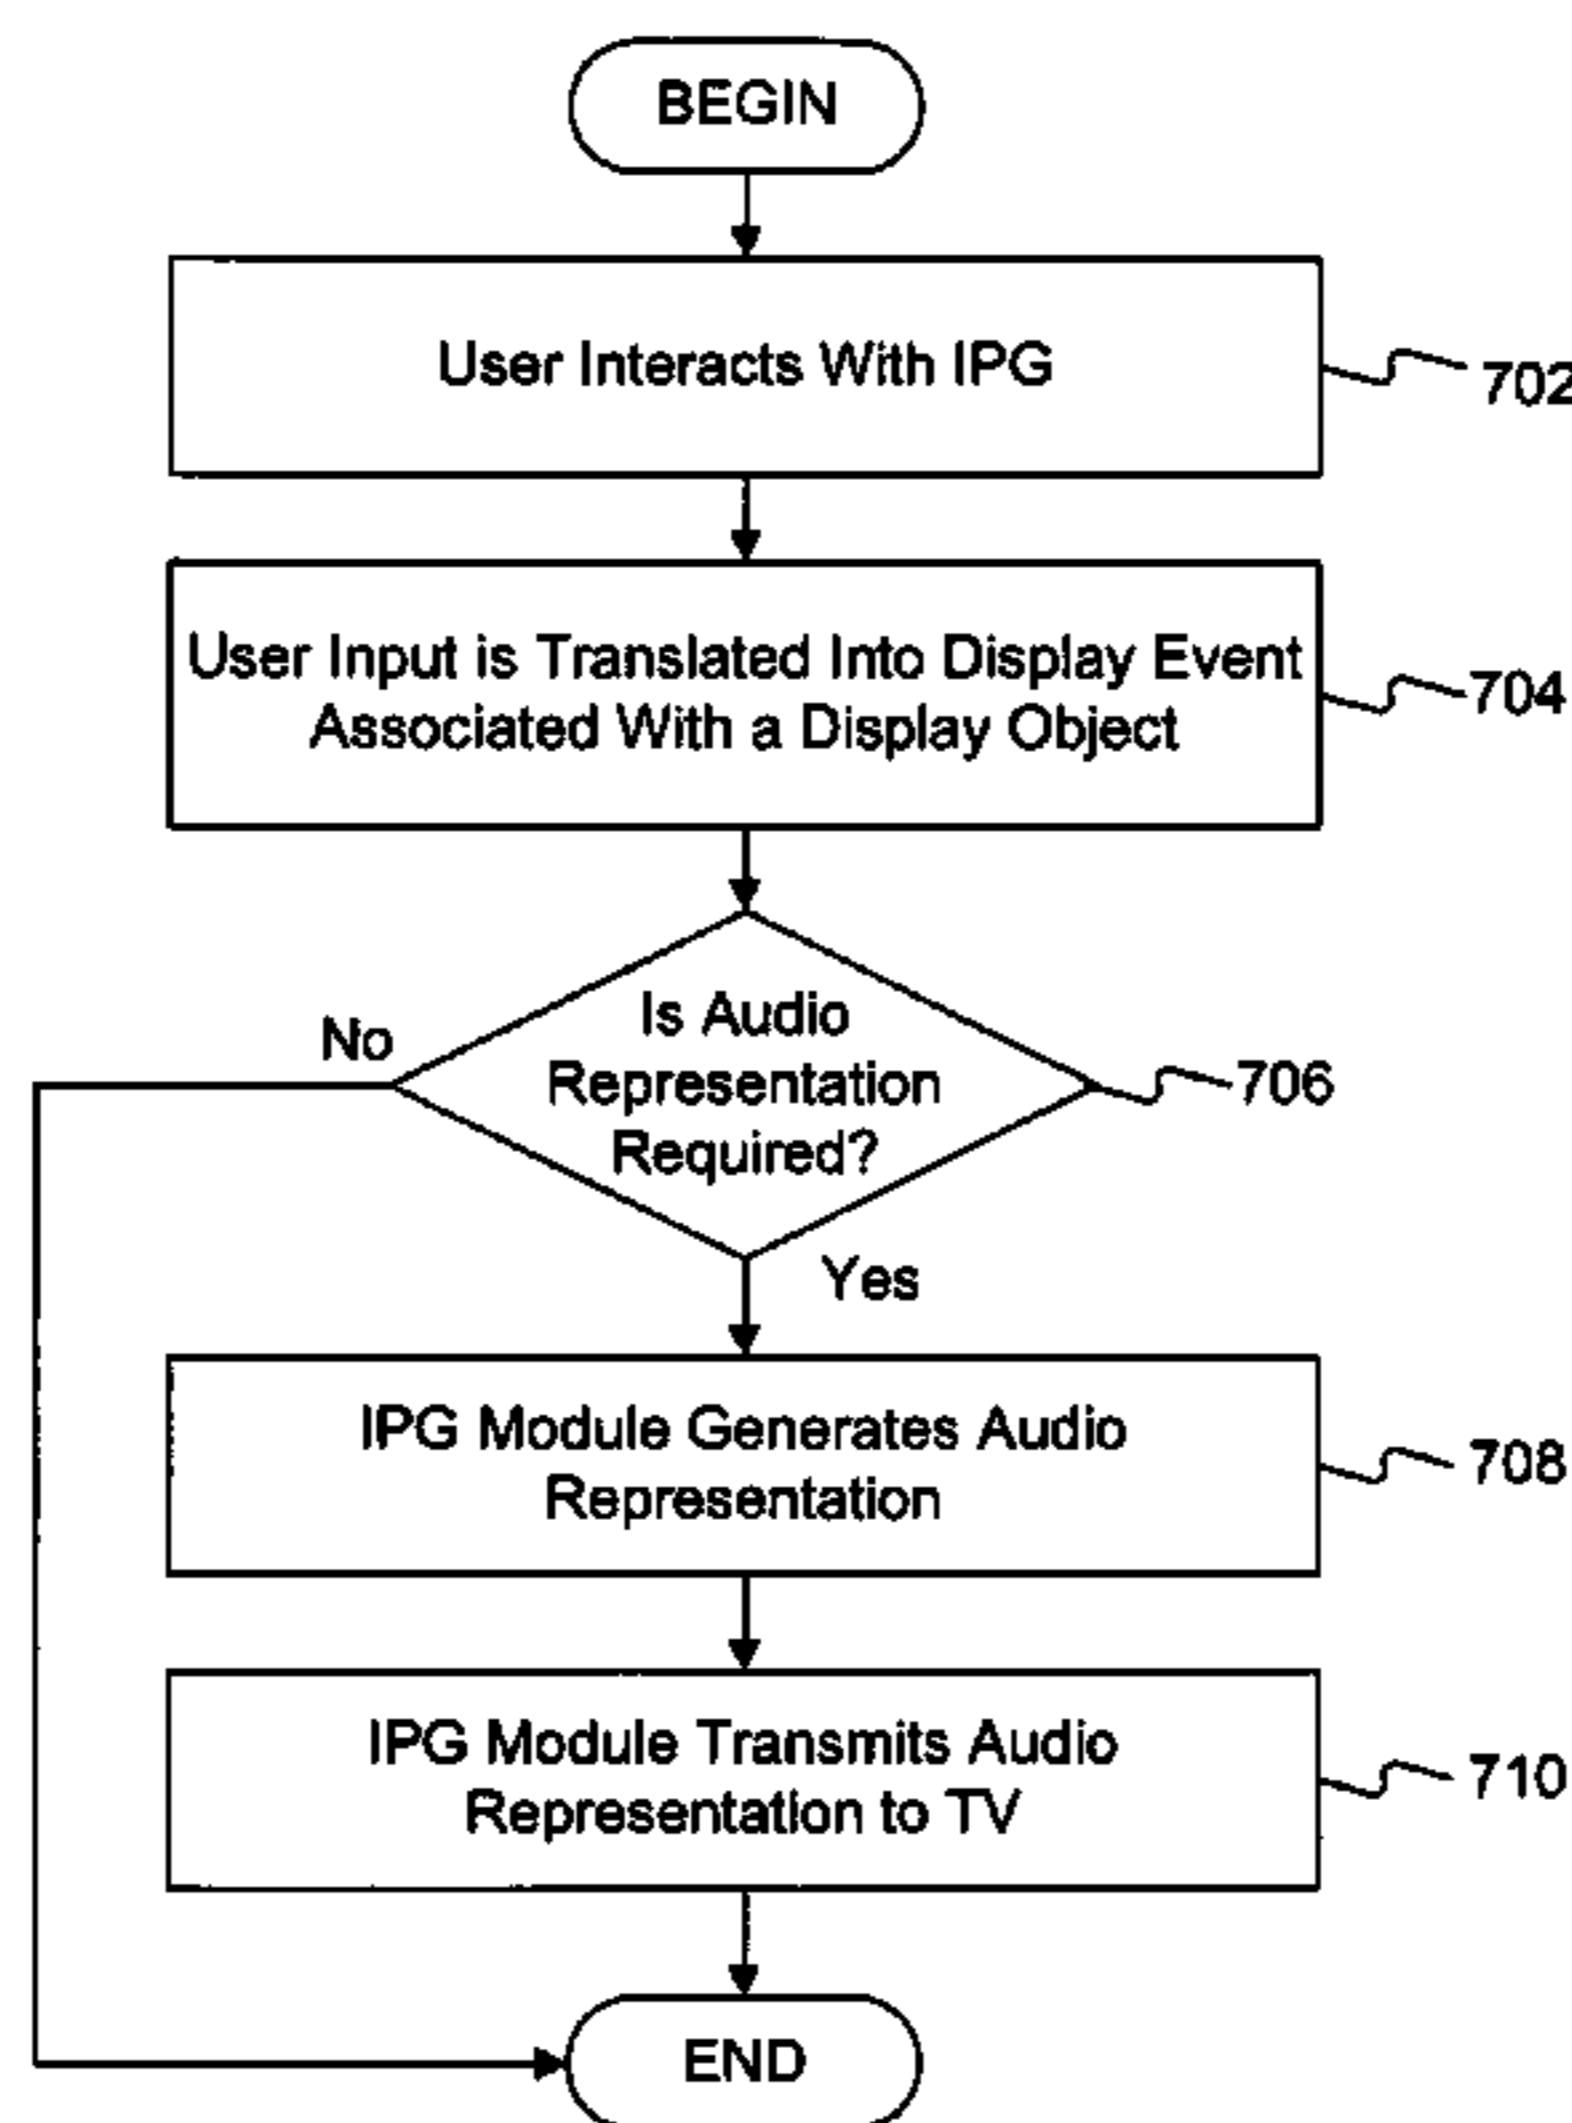 BEGIN
User Interacts With IPG
702
User Input is Translated Into Display Event
Associated With a Display Object
704
Is Audio
Representation
Required?
No
706
Yes
IPG Module Generates Audio
Representation
708
IPG Module Transmits Audio
Representation to TV
710
END